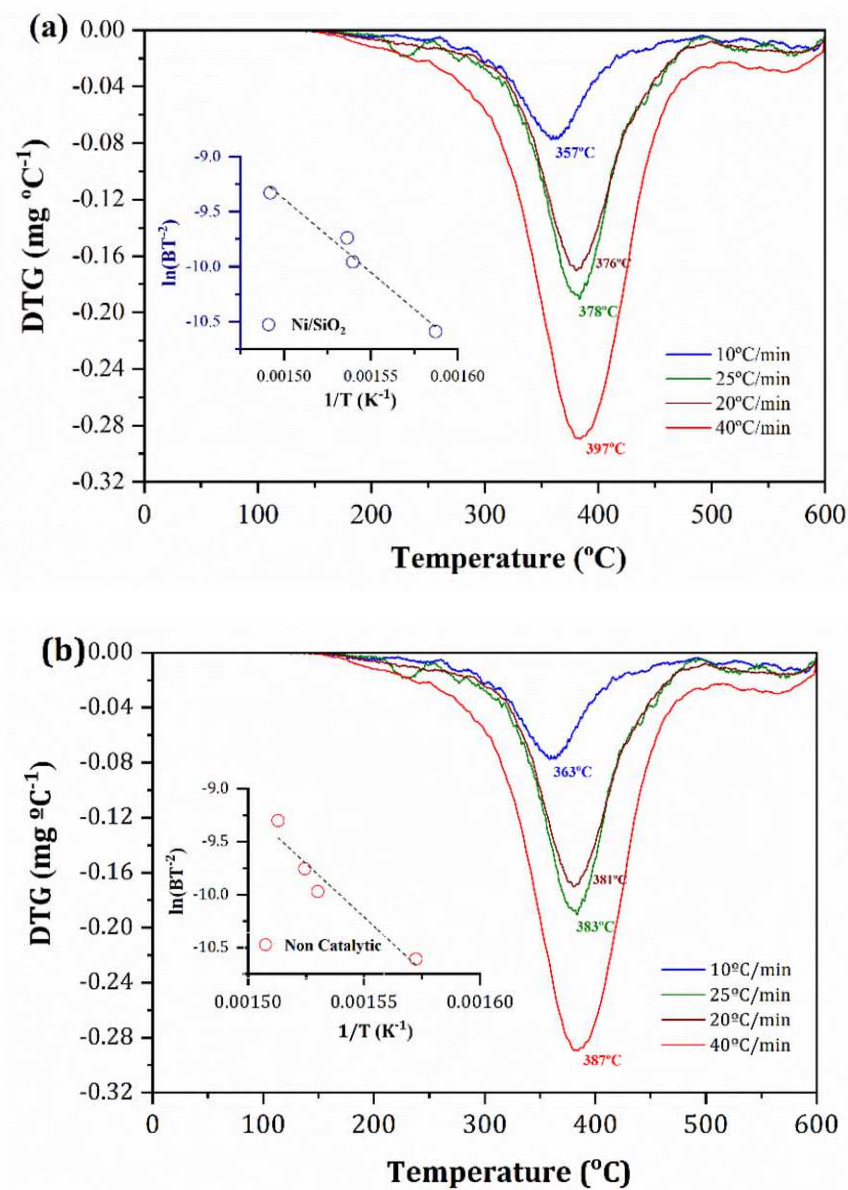 (a)
0.00
-0.04
-0.08
-0.12
-0.16
-0.20
-0.24
-0.28
-0.32
DTG (mg ºC⁻¹)
0 100 200 300 400 500 600
Temperature (ºC)
357ºC
376ºC
378ºC
397ºC
10ºC/min
25ºC/min
20ºC/min
40ºC/min
-9.0
-9.5
-10.0
-10.5
ln(BT⁻²)
Ni/SiO₂
0.00150 0.00155 0.00160
1/T (K⁻¹)
(b)
0.00
-0.04
-0.08
-0.12
-0.16
-0.20
-0.24
-0.28
-0.32
DTG (mg ºC⁻¹)
0 100 200 300 400 500 600
Temperature (ºC)
363ºC
381ºC
383ºC
387ºC
10ºC/min
25ºC/min
20ºC/min
40ºC/min
-9.0
-9.5
-10.0
-10.5
ln(BT⁻²)
Non Catalytic
0.00150 0.00155 0.00160
1/T (K⁻¹)